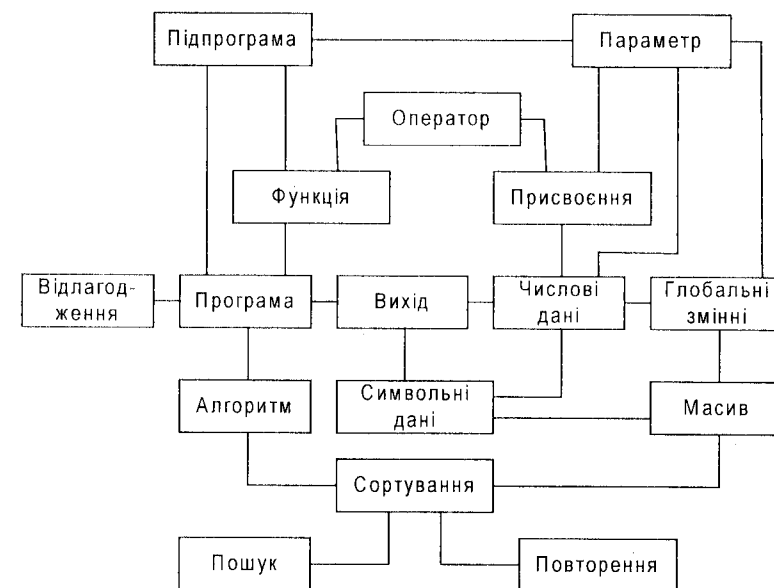 Підпрограма
Параметр
Оператор
Функція
Присвоєння
Відлагод-
ження
Програма
Вихід
Числові
дані
Глобальні
змінні
Алгоритм
Символьні
дані
Масив
Сортування
Пошук
Повторення